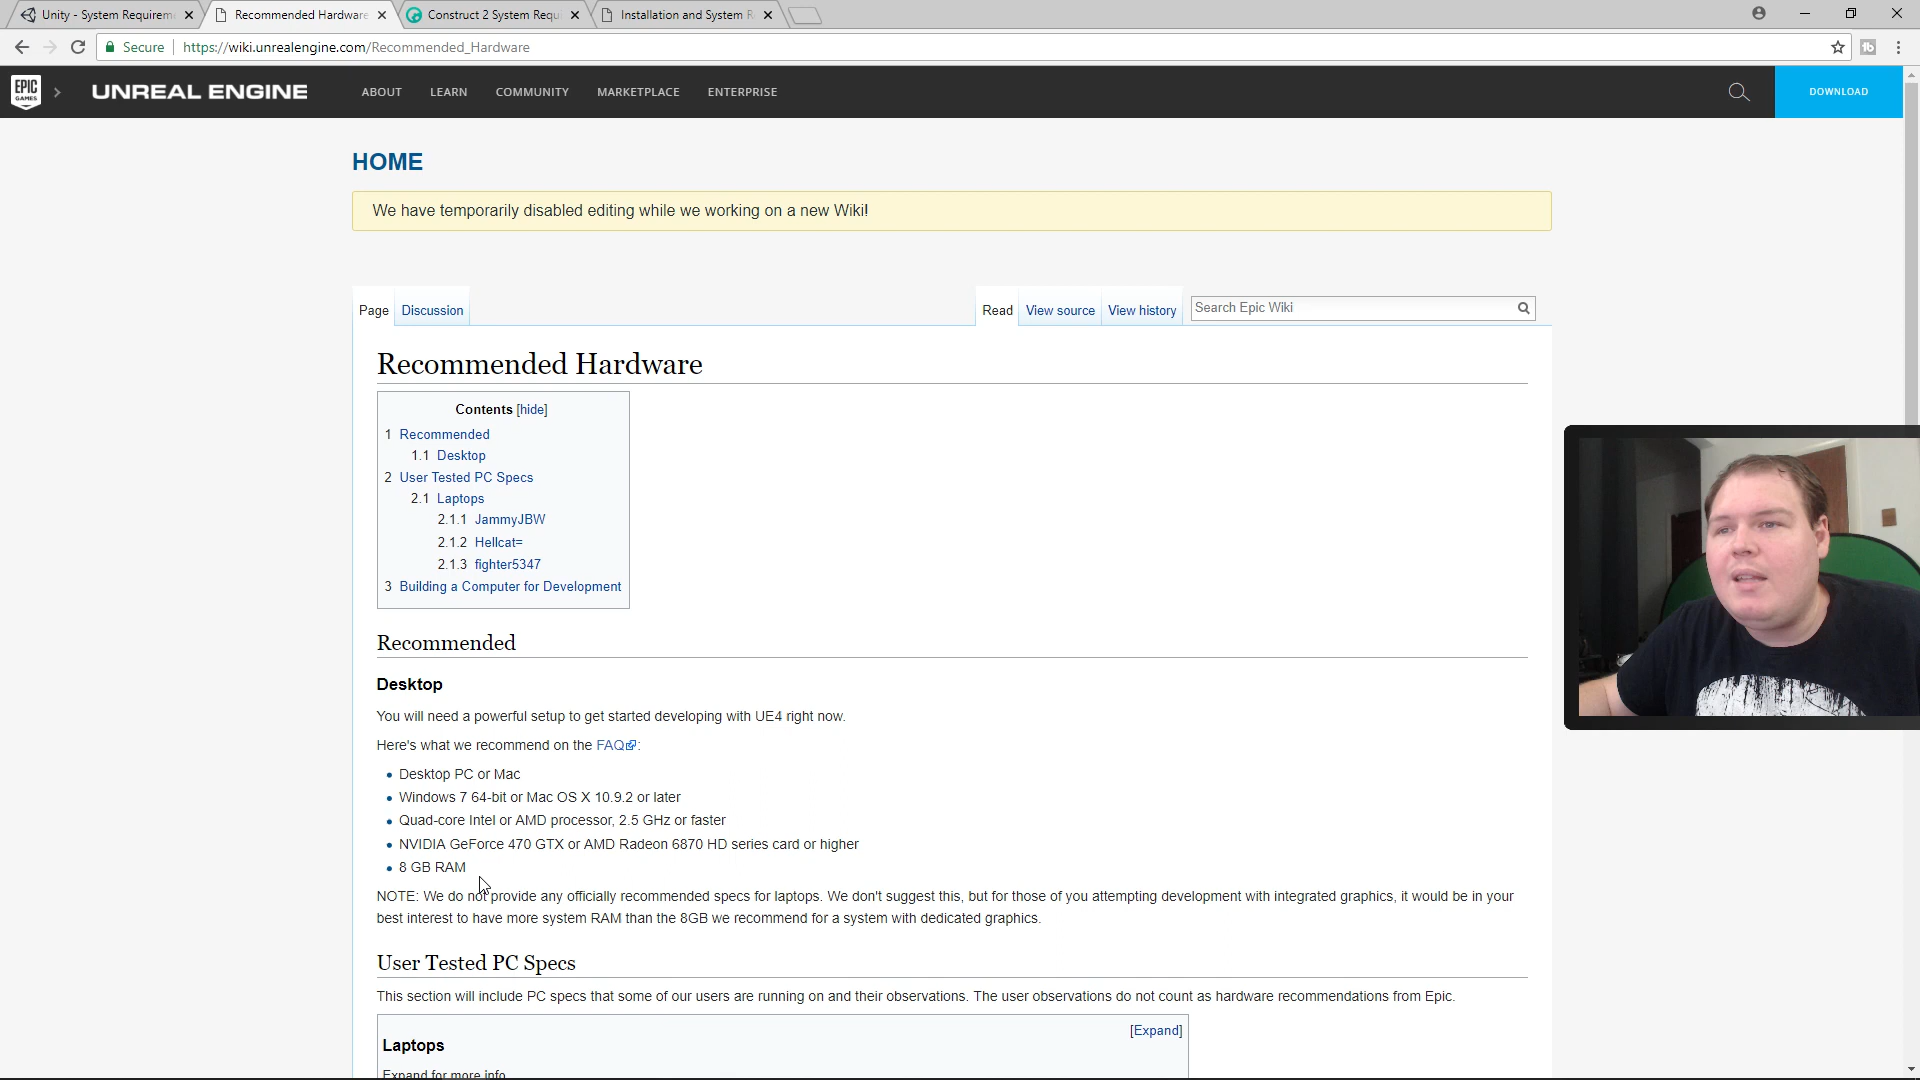 Unity - System Requirem
Recommended Hardware
Construct 2 System Requ
Installation and System R
Secure
https://wiki.unrealengine.com/Recommended_Hardware
EPIC GAMES
UNREAL ENGINE
ABOUT
LEARN
COMMUNITY
MARKETPLACE
ENTERPRISE
DOWNLOAD
HOME
We have temporarily disabled editing while we working on a new Wiki!
Page
Discussion
Read
View source
View history
Search Epic Wiki
Recommended Hardware
Contents [hide]
1 Recommended
1.1 Desktop
2 User Tested PC Specs
2.1 Laptops
2.1.1 JammyJBW
2.1.2 Hellcat=
2.1.3 fighter5347
3 Building a Computer for Development
Recommended
Desktop
You will need a powerful setup to get started developing with UE4 right now.
Here's what we recommend on the FAQ:
• Desktop PC or Mac
• Windows 7 64-bit or Mac OS X 10.9.2 or later
• Quad-core Intel or AMD processor, 2.5 GHz or faster
• NVIDIA GeForce 470 GTX or AMD Radeon 6870 HD series card or higher
• 8 GB RAM
NOTE: We do not provide any officially recommended specs for laptops. We don't suggest this, but for those of you attempting development with integrated graphics, it would be in your
best interest to have more system RAM than the 8GB we recommend for a system with dedicated graphics.
User Tested PC Specs
This section will include PC specs that some of our users are running on and their observations. The user observations do not count as hardware recommendations from Epic.
[Expand]
Laptops
Expand for more info